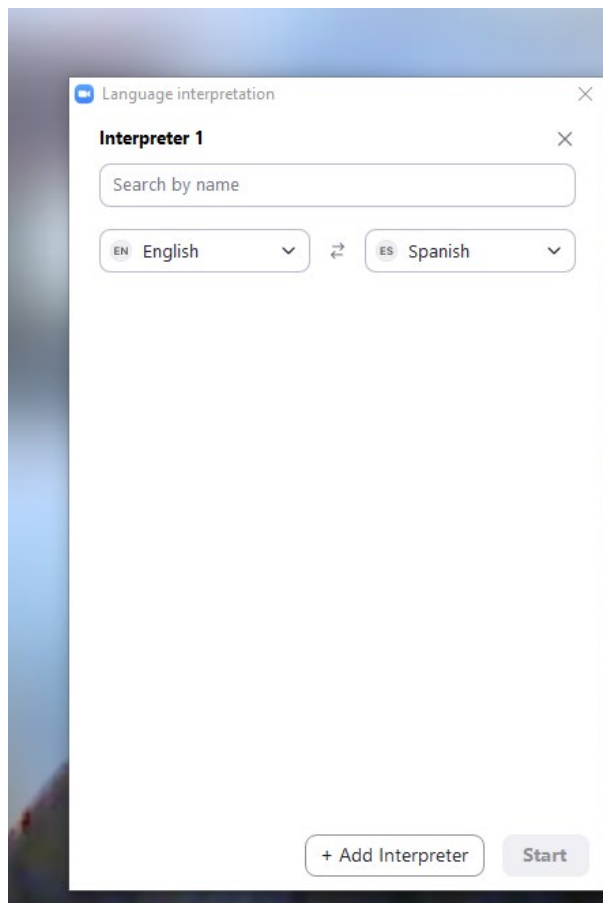 Language interpretation
Interpreter 1
Search by name
EN English ES Spanish
+ Add Interpreter Start